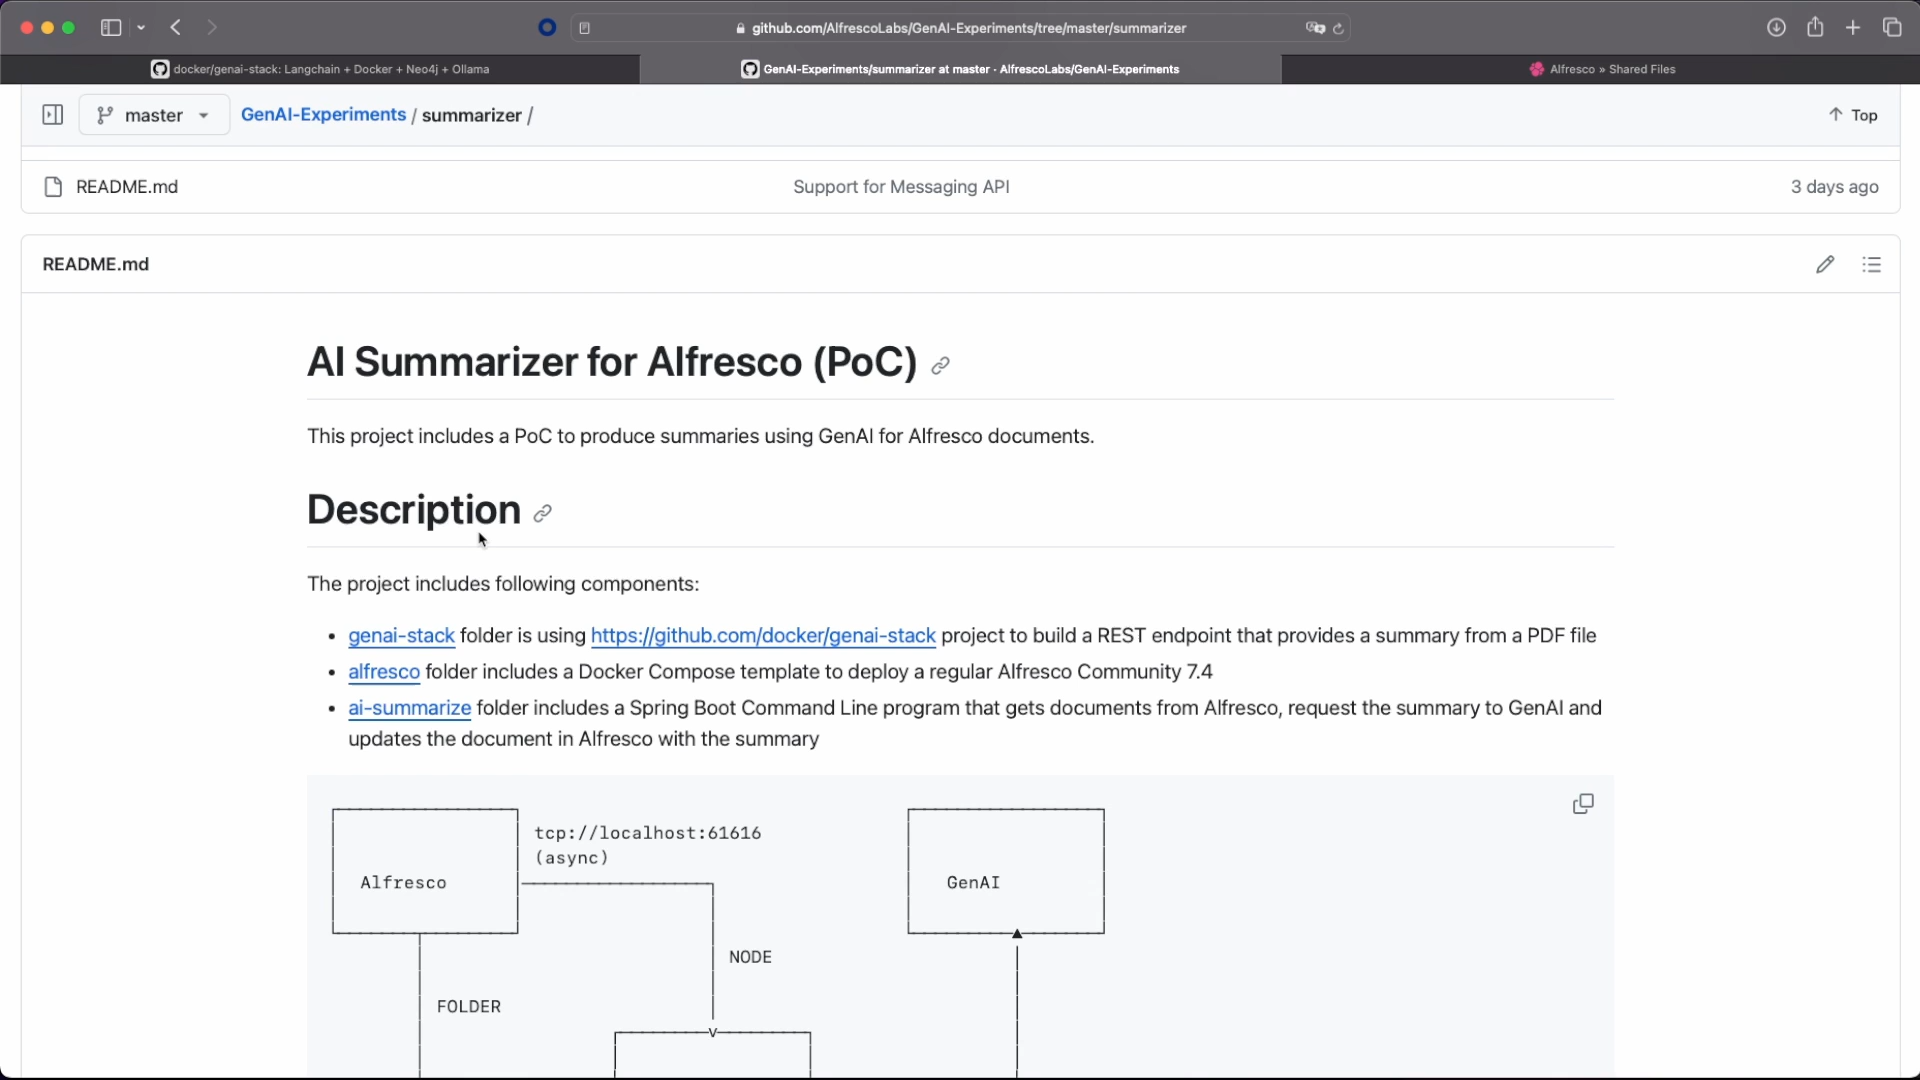 github.com/AlfrescoLabs/GenAI-Experiments/tree/master/summarizer
docker/genai-stack: Langchain + Docker + Neo4j + Ollama
GenAI-Experiments/summarizer at master · AlfrescoLabs/GenAI-Experiments
Alfresco » Shared Files
master
GenAI-Experiments / summarizer /
Top
README.md
Support for Messaging API
3 days ago
README.md
AI Summarizer for Alfresco (PoC)
This project includes a PoC to produce summaries using GenAI for Alfresco documents.
Description
The project includes following components:
• genai-stack folder is using https://github.com/docker/genai-stack project to build a REST endpoint that provides a summary from a PDF file
• alfresco folder includes a Docker Compose template to deploy a regular Alfresco Community 7.4
• ai-summarize folder includes a Spring Boot Command Line program that gets documents from Alfresco, request the summary to GenAI and
updates the document in Alfresco with the summary
tcp://localhost:61616
(async)
Alfresco
GenAI
NODE
FOLDER